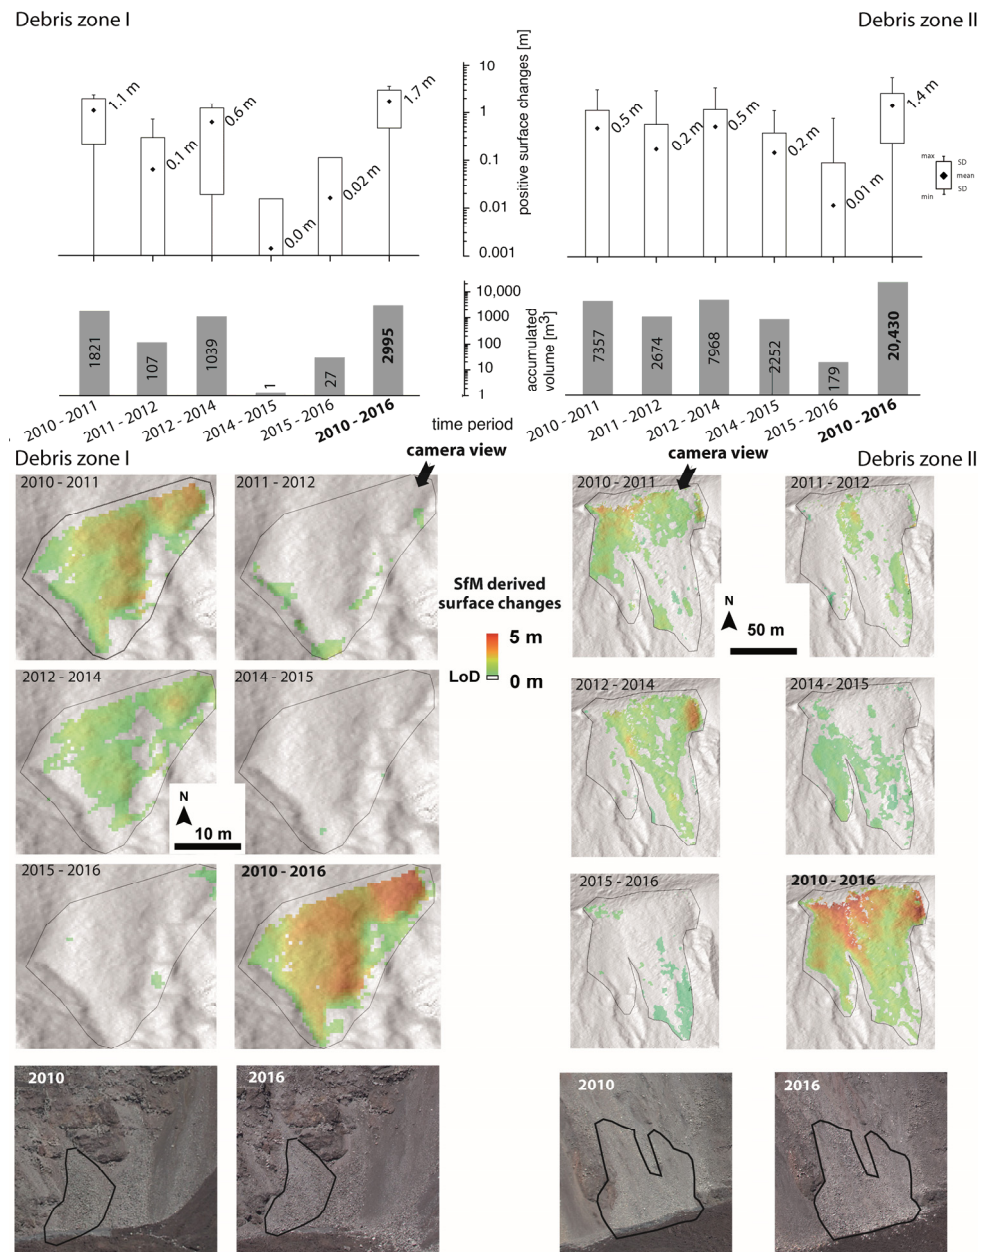 Debris zone I
Debris zone II
10
1
0.1
0.01
0.001
positive surface changes [m]
1.1 m
0.1 m
0.6 m
0.0 m
0.02 m
1.7 m
0.5 m
0.2 m
0.5 m
0.2 m
0.01 m
1.4 m
max
SD
mean
SD
min
10,000
1000
100
10
1
accumulated
volume [m³]
1821
107
1039
1
27
2995
7357
2674
7968
2252
179
20,430
2010 - 2011
2011 - 2012
2012 - 2014
2014 - 2015
2015 - 2016
2010 - 2016
time period
2010 - 2011
2011 - 2012
2012 - 2014
2014 - 2015
2015 - 2016
2010 - 2016
camera view
camera view
Debris zone I
Debris zone II
2010 - 2011
2011 - 2012
2010 - 2011
2011 - 2012
SfM derived
surface changes
5 m
LoD
0 m
N
50 m
2012 - 2014
2014 - 2015
2012 - 2014
2014 - 2015
N
10 m
2015 - 2016
2010 - 2016
2015 - 2016
2010 - 2016
2010
2016
2010
2016